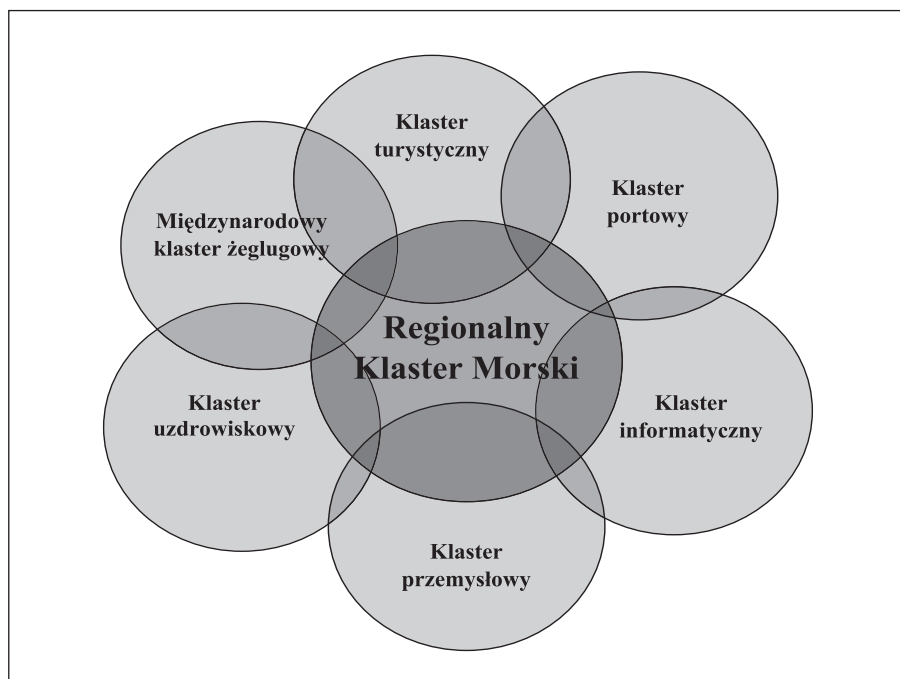 Klaster
turystyczny
Klaster
portowy
Międzynarodowy
klaster żeglugowy
Regionalny
Klaster Morski
Klaster
uzdrowiskowy
Klaster
informatyczny
Klaster
przemysłowy